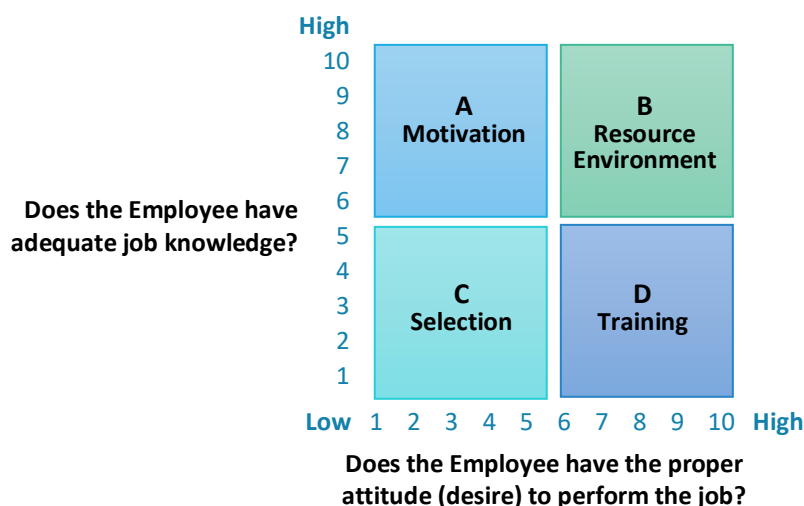 High
10
9
8
7
6
5
4
3
2
1
Does the Employee have
adequate job knowledge?
A
Motivation
B
Resource
Environment
C
Selection
D
Training
Low 1 2 3 4 5 6 7 8 9 10 High
Does the Employee have the proper
attitude (desire) to perform the job?